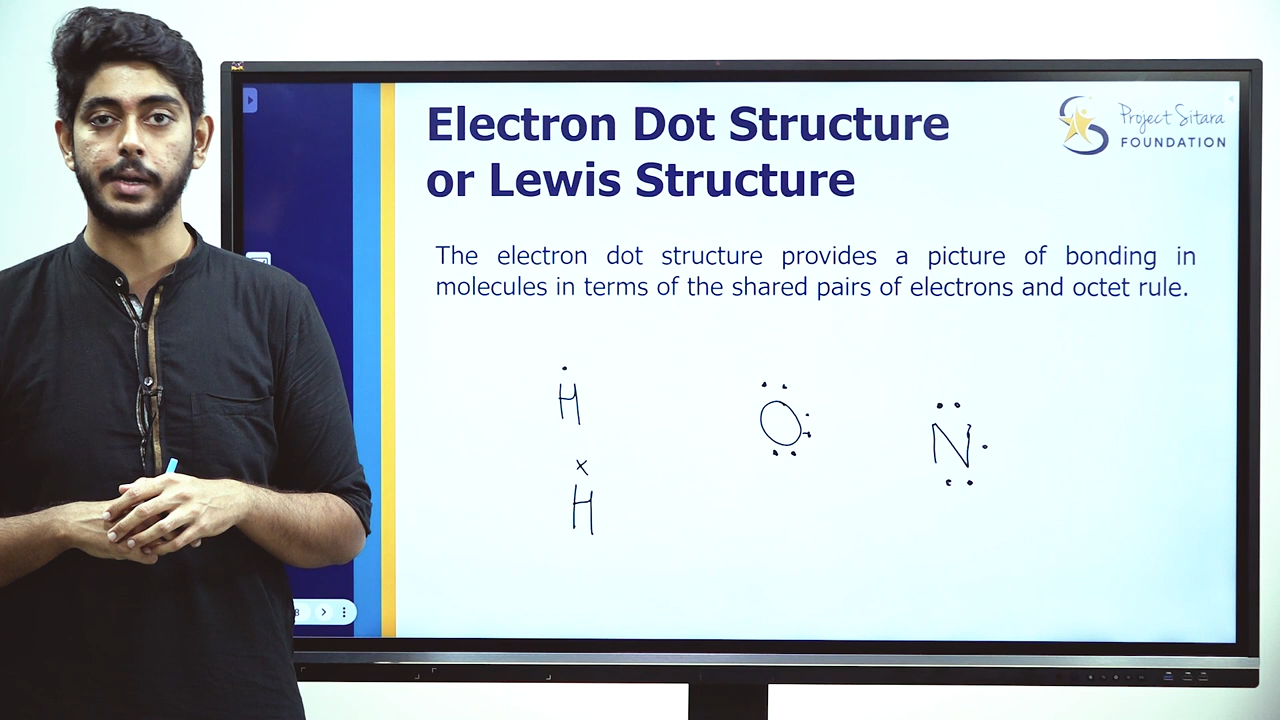 Electron Dot Structure
or Lewis Structure
Project Sitara
FOUNDATION
The electron dot structure provides a picture of bonding in
molecules in terms of the shared pairs of electrons and octet rule.
H
O
N
x
H
8